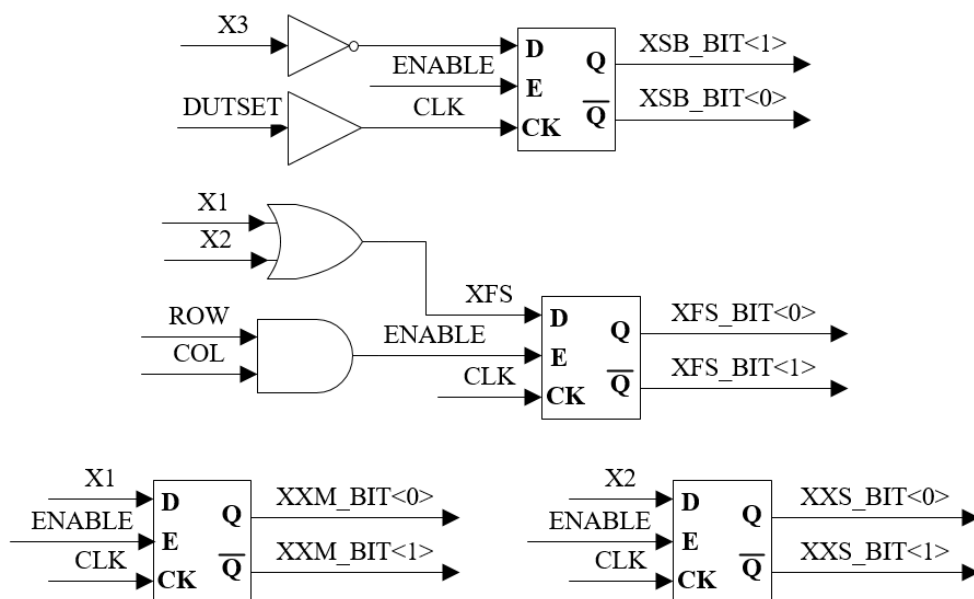 X3
D
Q
XSB_BIT<1>
ENABLE
E
DUTSET
CLK
CK
Q
XSB_BIT<0>
X1
X2
XFS
D
Q
XFS_BIT<0>
ROW
COL
ENABLE
E
CLK
CK
Q
XFS_BIT<1>
X1
D
Q
XXM_BIT<0>
ENABLE
E
CLK
CK
Q
XXM_BIT<1>
X2
D
Q
XXS_BIT<0>
ENABLE
E
CLK
CK
Q
XXS_BIT<1>